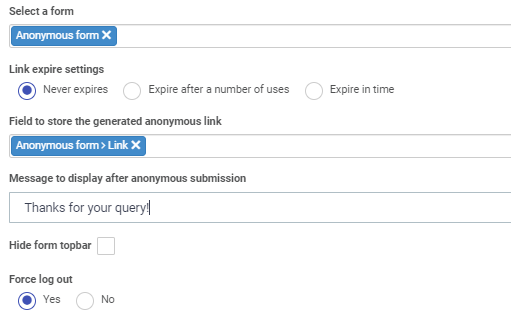 Select a form
Anonymous form ✕
Link expire settings
Never expires Expire after a number of uses Expire in time
Field to store the generated anonymous link
Anonymous form > Link ✕
Message to display after anonymous submission
Thanks for your query!
Hide form topbar
Force log out
Yes No